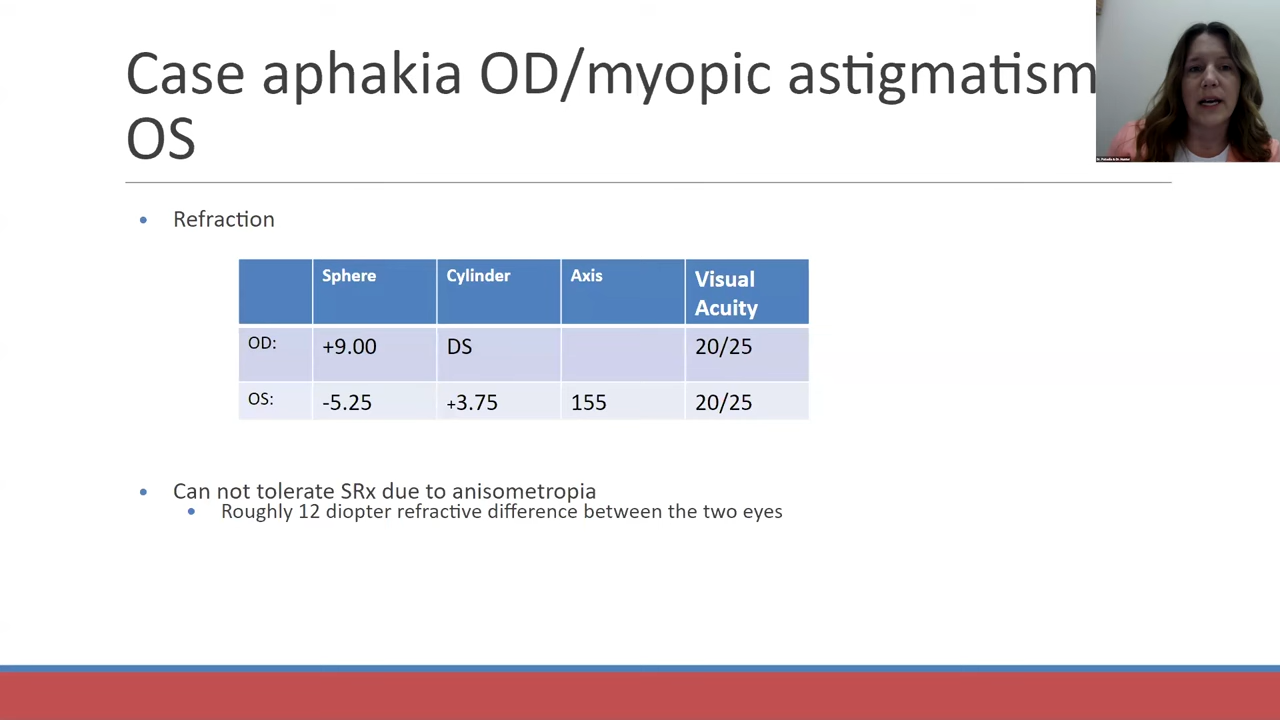 Case aphakia OD/myopic astigmatism
OS
• Refraction
Sphere Cylinder Axis Visual
Acuity
OD: +9.00 DS 20/25
OS: -5.25 +3.75 155 20/25
• Can not tolerate SRx due to anisometropia
• Roughly 12 diopter refractive difference between the two eyes